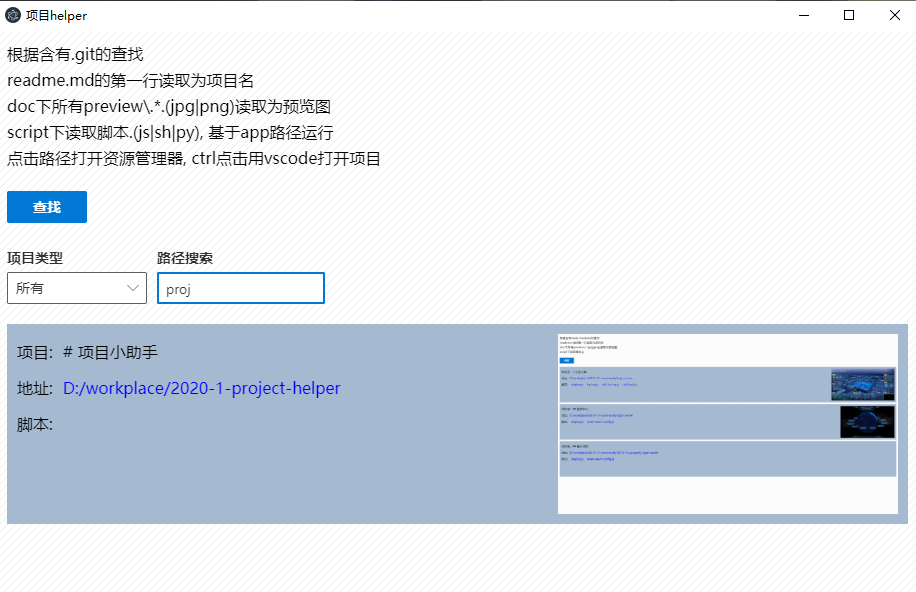 项目helper
根据含有.git的查找
readme.md的第一行读取为项目名
doc下所有preview\.*.(jpg|png)读取为预览图
script下读取脚本.(js|sh|py), 基于app路径运行
点击路径打开资源管理器, ctrl点击用vscode打开项目
查找
项目类型 路径搜索
所有 proj
项目: # 项目小助手
地址: D:/workplace/2020-1-project-helper
脚本: